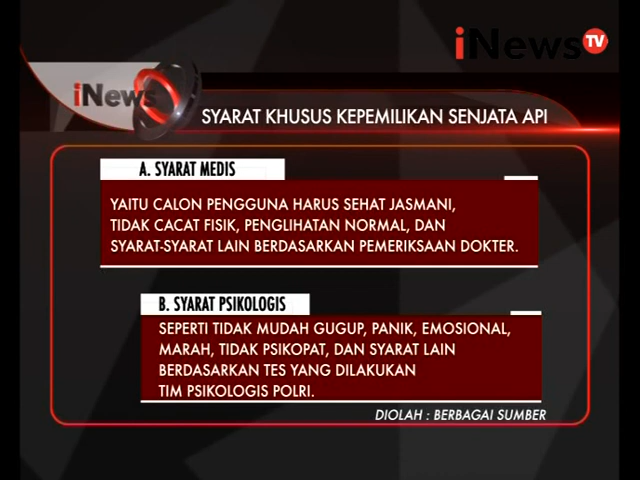 iNews TV
iNews
SYARAT KHUSUS KEPEMILIKAN SENJATA API
A. SYARAT MEDIS
YAITU CALON PENGGUNA HARUS SEHAT JASMANI,
TIDAK CACAT FISIK, PENGLIHATAN NORMAL, DAN
SYARAT-SYARAT LAIN BERDASARKAN PEMERIKSAAN DOKTER.
B. SYARAT PSIKOLOGIS
SEPERTI TIDAK MUDAH GUGUP, PANIK, EMOSIONAL,
MARAH, TIDAK PSIKOPAT, DAN SYARAT LAIN
BERDASARKAN TES YANG DILAKUKAN
TIM PSIKOLOGIS POLRI.
DIOLAH : BERBAGAI SUMBER